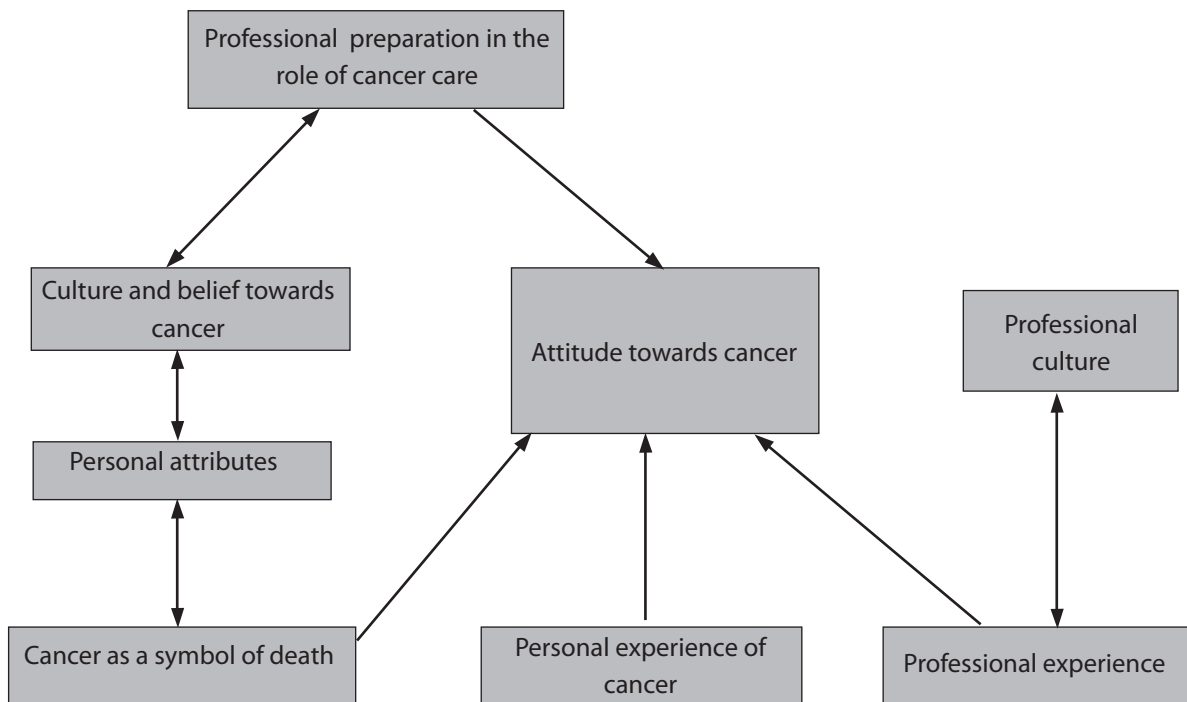 Professional preparation in the
role of cancer care
Culture and belief towards
cancer
Attitude towards cancer
Professional
culture
Personal attributes
Cancer as a symbol of death
Personal experience of
cancer
Professional experience